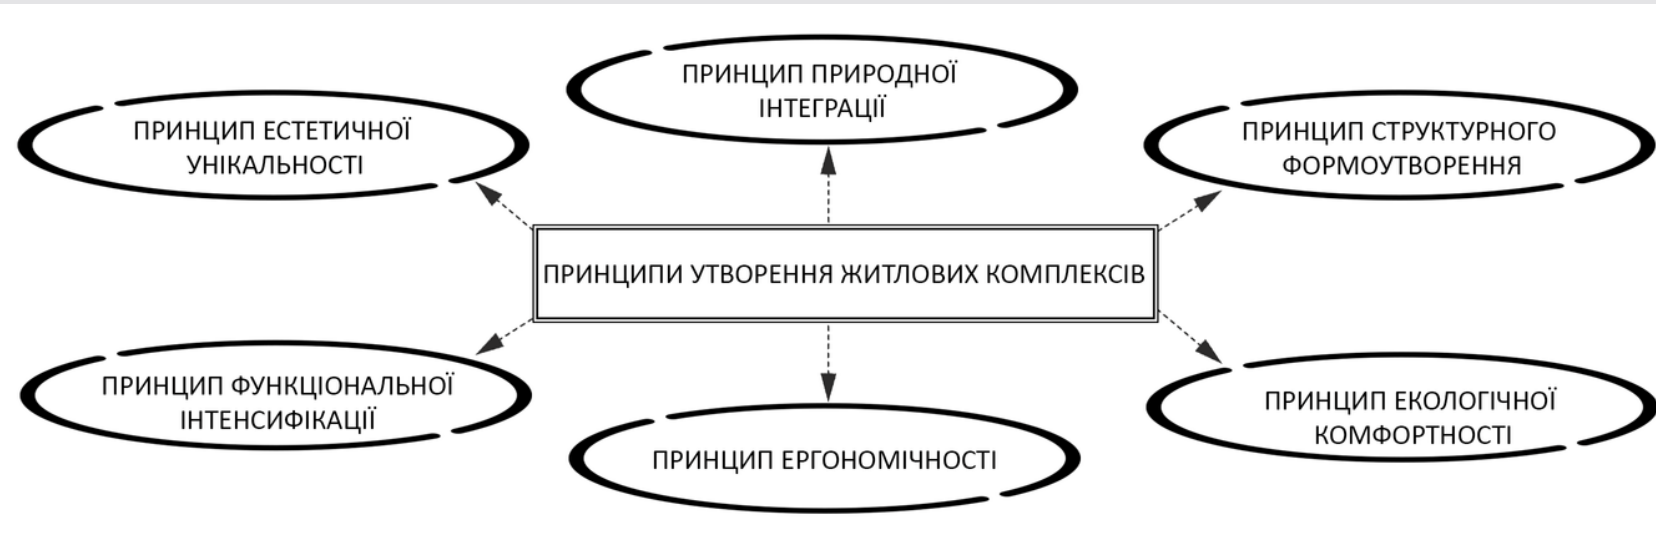 ПРИНЦИП ЕСТЕТИЧНОЇ
УНІКАЛЬНОСТІ
ПРИНЦИП ПРИРОДНОЇ
ІНТЕГРАЦІЇ
ПРИНЦИП СТРУКТУРНОГО
ФОРМОУТВОРЕННЯ
ПРИНЦИПИ УТВОРЕННЯ ЖИТЛОВИХ КОМПЛЕКСІВ
ПРИНЦИП ФУНКЦІОНАЛЬНОЇ
ІНТЕНСИФІКАЦІЇ
ПРИНЦИП ЕРГОНОМІЧНОСТІ
ПРИНЦИП ЕКОЛОГІЧНОЇ
КОМФОРТНОСТІ